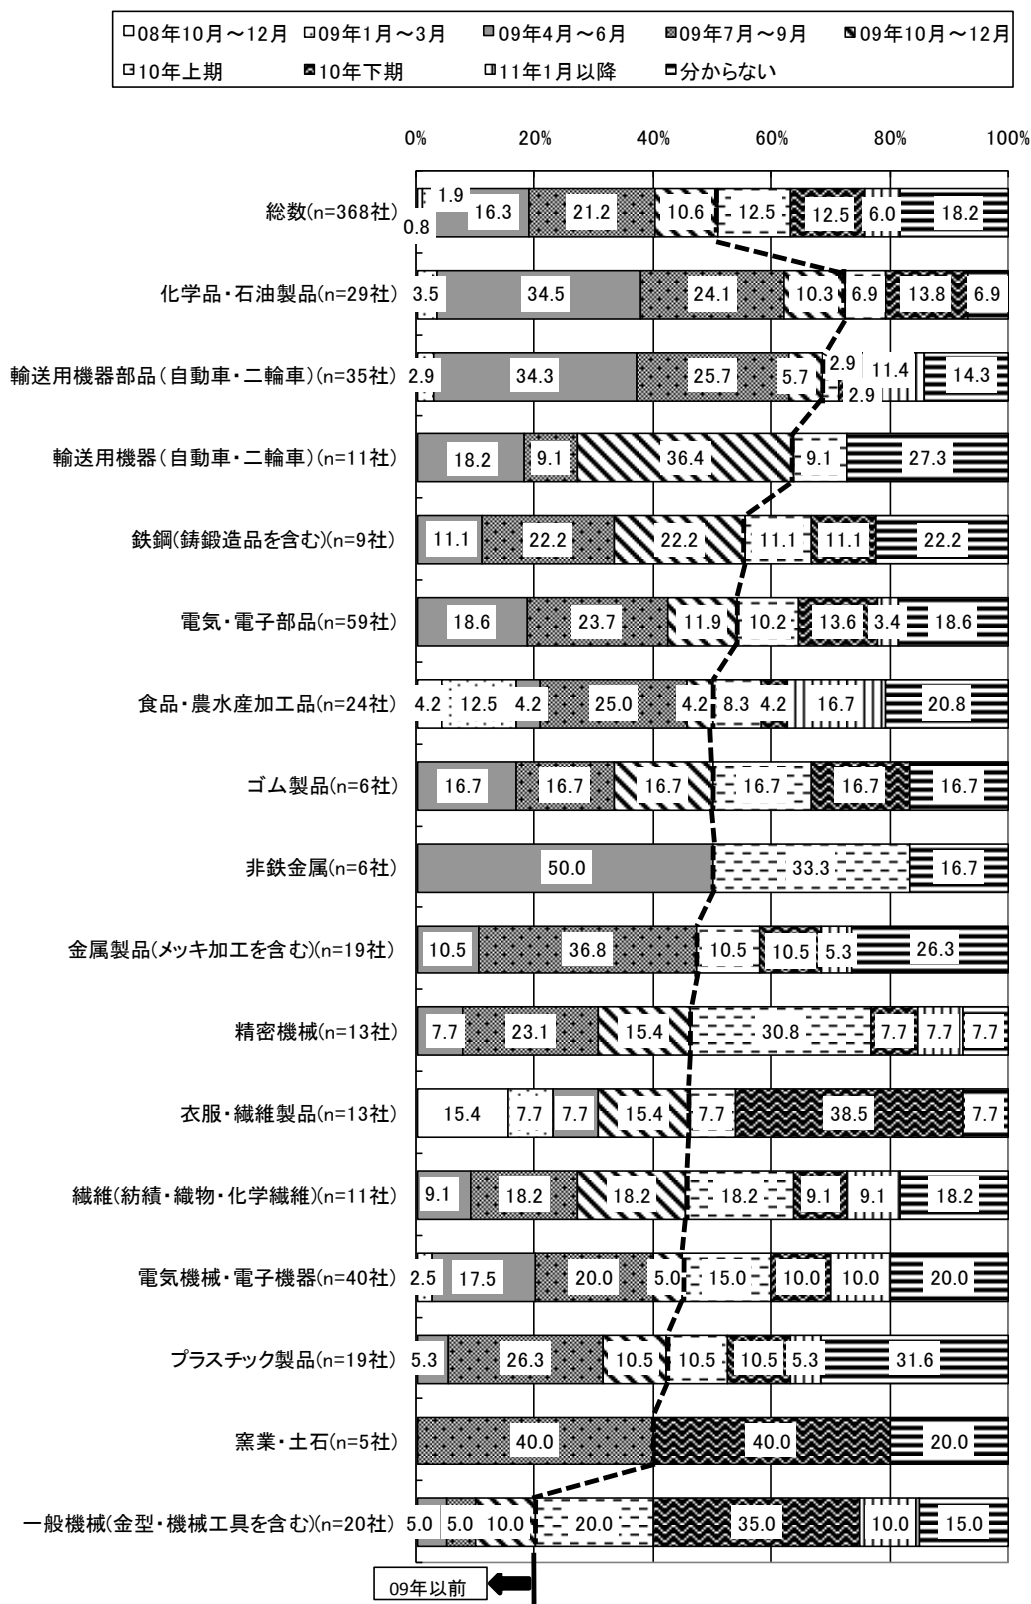 08年10月～12月 09年1月～3月 09年4月～6月 09年7月～9月 09年10月～12月
10年上期 10年下期 11年1月以降 分からない
0% 20% 40% 60% 80% 100%
総数(n=368社) 0.8 1.9 16.3 21.2 10.6 12.5 12.5 6.0 18.2
化学品・石油製品(n=29社) 3.5 34.5 24.1 10.3 6.9 13.8 6.9
輸送用機器部品（自動車・二輪車）(n=35社) 2.9 34.3 25.7 5.7 2.9 2.9 11.4 14.3
輸送用機器（自動車・二輪車）(n=11社) 18.2 9.1 36.4 9.1 27.3
鉄鋼(鋳鍛造品を含む)(n=9社) 11.1 22.2 22.2 11.1 11.1 22.2
電気・電子部品(n=59社) 18.6 23.7 11.9 10.2 13.6 3.4 18.6
食品・農水産加工品(n=24社) 4.2 12.5 4.2 25.0 4.2 8.3 4.2 16.7 20.8
ゴム製品(n=6社) 16.7 16.7 16.7 16.7 16.7 16.7
非鉄金属(n=6社) 50.0 33.3 16.7
金属製品(メッキ加工を含む)(n=19社) 10.5 36.8 10.5 10.5 5.3 26.3
精密機械(n=13社) 7.7 23.1 15.4 30.8 7.7 7.7 7.7
衣服・繊維製品(n=13社) 15.4 7.7 7.7 15.4 7.7 38.5 7.7
繊維(紡績・織物・化学繊維)(n=11社) 9.1 18.2 18.2 18.2 9.1 9.1 18.2
電気機械・電子機器(n=40社) 2.5 17.5 20.0 5.0 15.0 10.0 10.0 20.0
プラスチック製品(n=19社) 5.3 26.3 10.5 10.5 10.5 5.3 31.6
窯業・土石(n=5社) 40.0 40.0 20.0
一般機械(金型・機械工具を含む)(n=20社) 5.0 5.0 10.0 20.0 35.0 10.0 15.0
09年以前